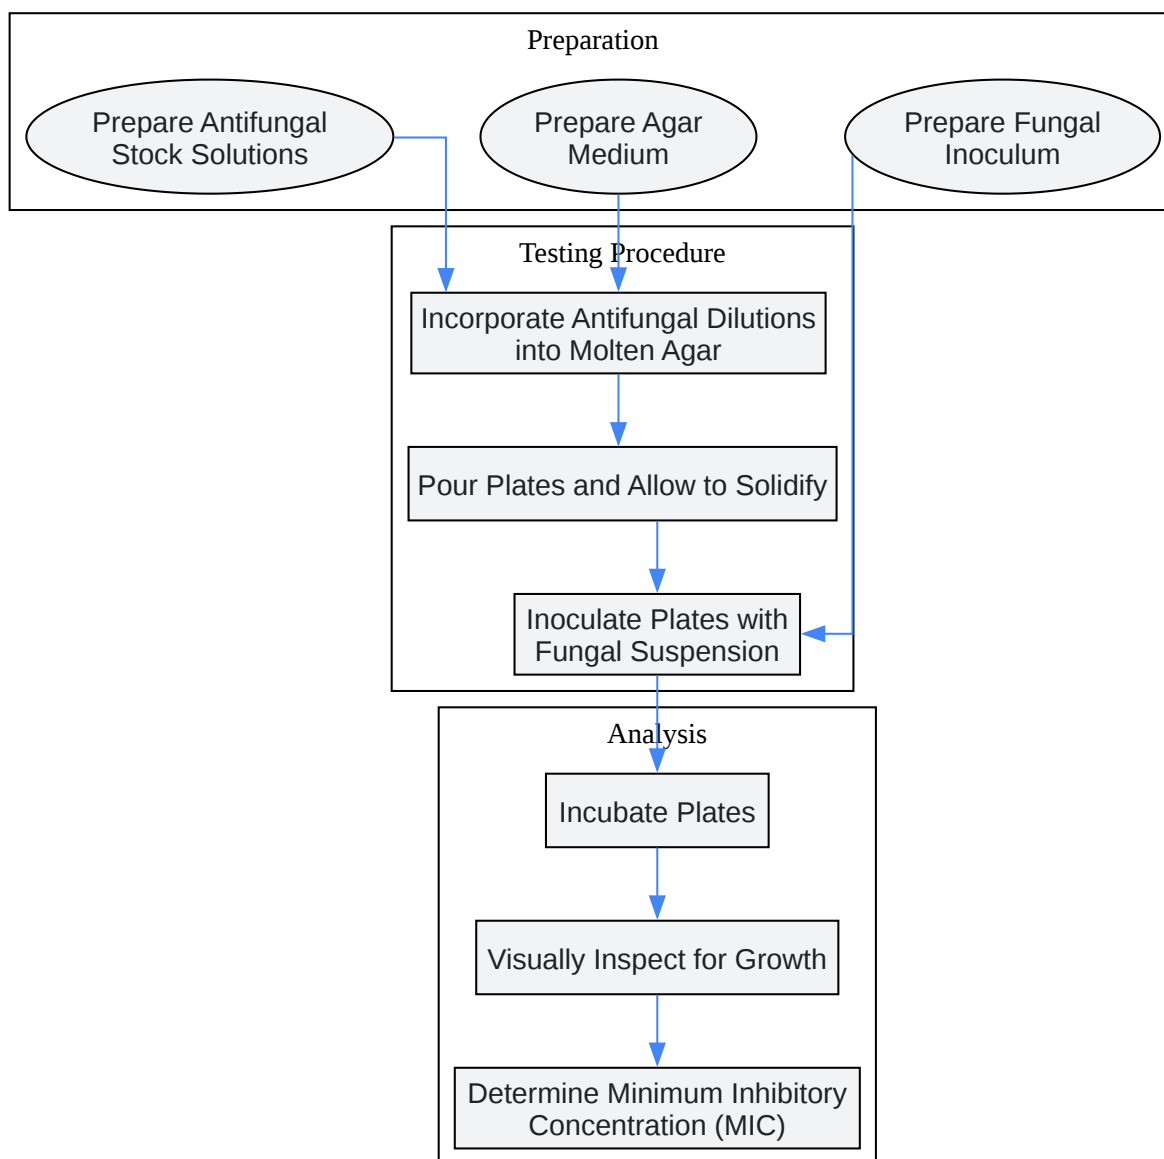 Preparation
Prepare Antifungal
Stock Solutions
Prepare Agar
Medium
Prepare Fungal
Inoculum
Testing Procedure
Incorporate Antifungal Dilutions
into Molten Agar
Pour Plates and Allow to Solidify
Inoculate Plates with
Fungal Suspension
Analysis
Incubate Plates
Visually Inspect for Growth
Determine Minimum Inhibitory
Concentration (MIC)